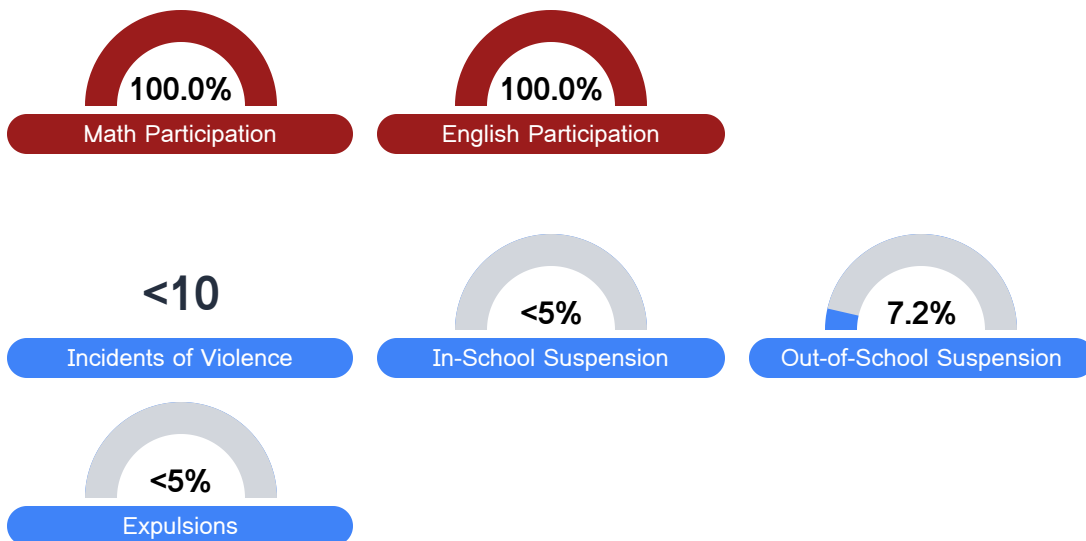 100.0%
Math Participation
100.0%
English Participation
<10
Incidents of Violence
<5%
In-School Suspension
7.2%
Out-of-School Suspension
<5%
Expulsions